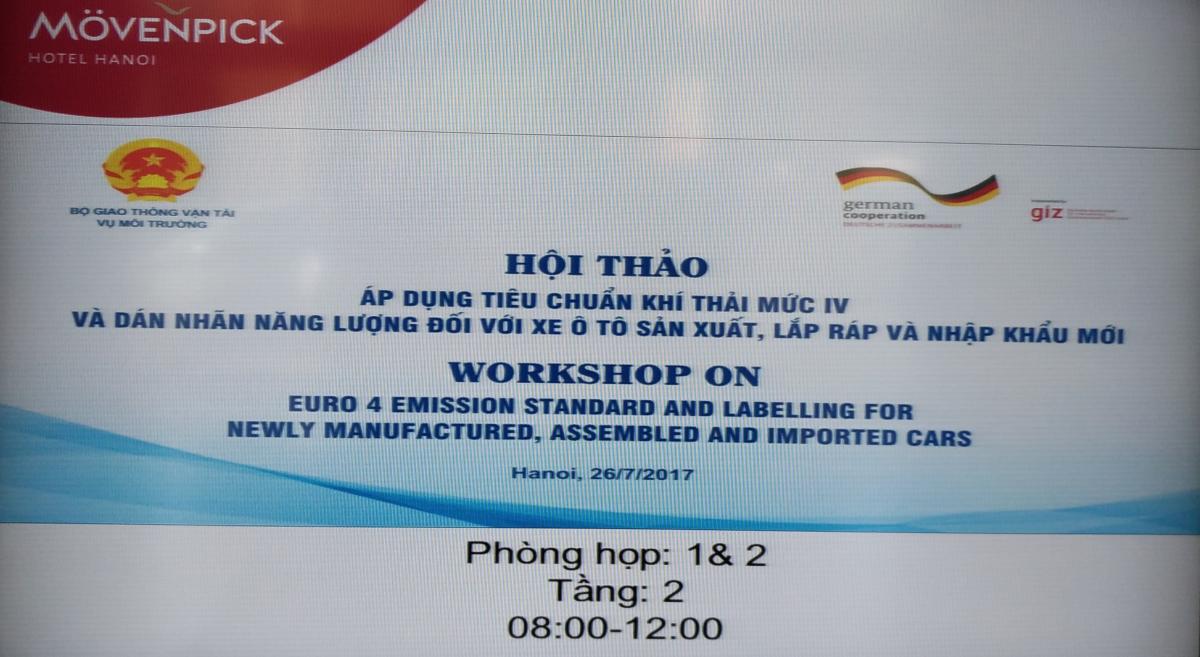 MÖVENPICK
HOTEL HANOI
BỘ GIAO THÔNG VẬN TẢI
VỤ MÔI TRƯỜNG
german
cooperation
DEUTSCHE ZUSAMMENARBEIT
giz
HỘI THẢO
ÁP DỤNG TIÊU CHUẨN KHÍ THẢI MỨC IV
VÀ DÁN NHÃN NĂNG LƯỢNG ĐỐI VỚI XE Ô TÔ SẢN XUẤT, LẮP RÁP VÀ NHẬP KHẨU MỚI
WORKSHOP ON
EURO 4 EMISSION STANDARD AND LABELLING FOR
NEWLY MANUFACTURED, ASSEMBLED AND IMPORTED CARS
Hanoi, 26/7/2017
Phòng họp: 1& 2
Tầng: 2
08:00-12:00